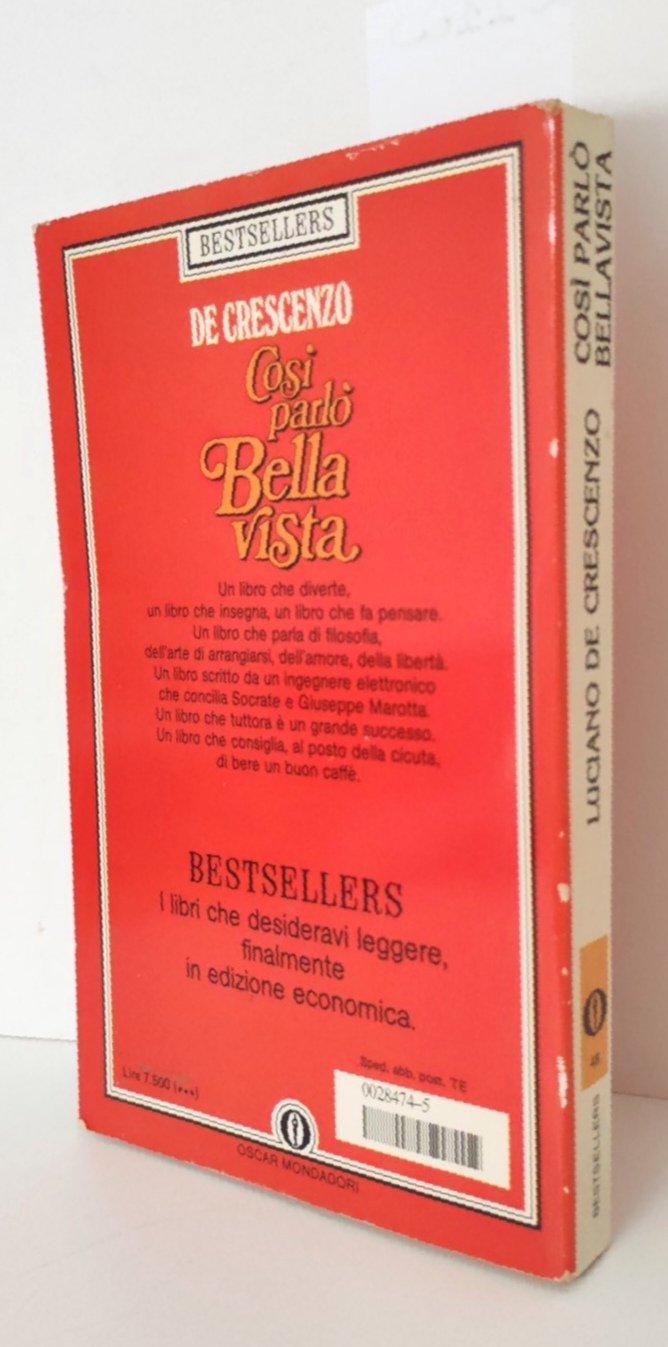 BESTSELLERS
DE CRESCENZO
Così
parlò
Bella
vista
Un libro che diverte,
un libro che insegna, un libro che fa pensare.
Un libro che parla di filosofia,
dell'arte di arrangiarsi, dell'amore, della libertà.
Un libro scritto da un ingegnere elettronico
che concilia Socrate e Giuseppe Marotta.
Un libro che tuttora è un grande successo.
Un libro che consiglia, al posto della cicuta,
di bere un buon caffè.
BESTSELLERS
I libri che desideravi leggere,
finalmente
in edizione economica.
Lire 7.500 (***)
Sped. abb. post. TE
0028474-5
OSCAR MONDADORI
COSÌ PARLÒ
BELLAVISTA
LUCIANO DE CRESCENZO
BESTSELLERS